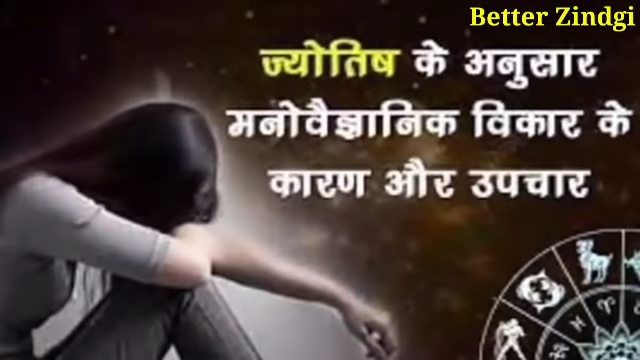 Better Zindgi
ज्योतिष के अनुसार
मनोवैज्ञानिक विकार के
कारण और उपचार